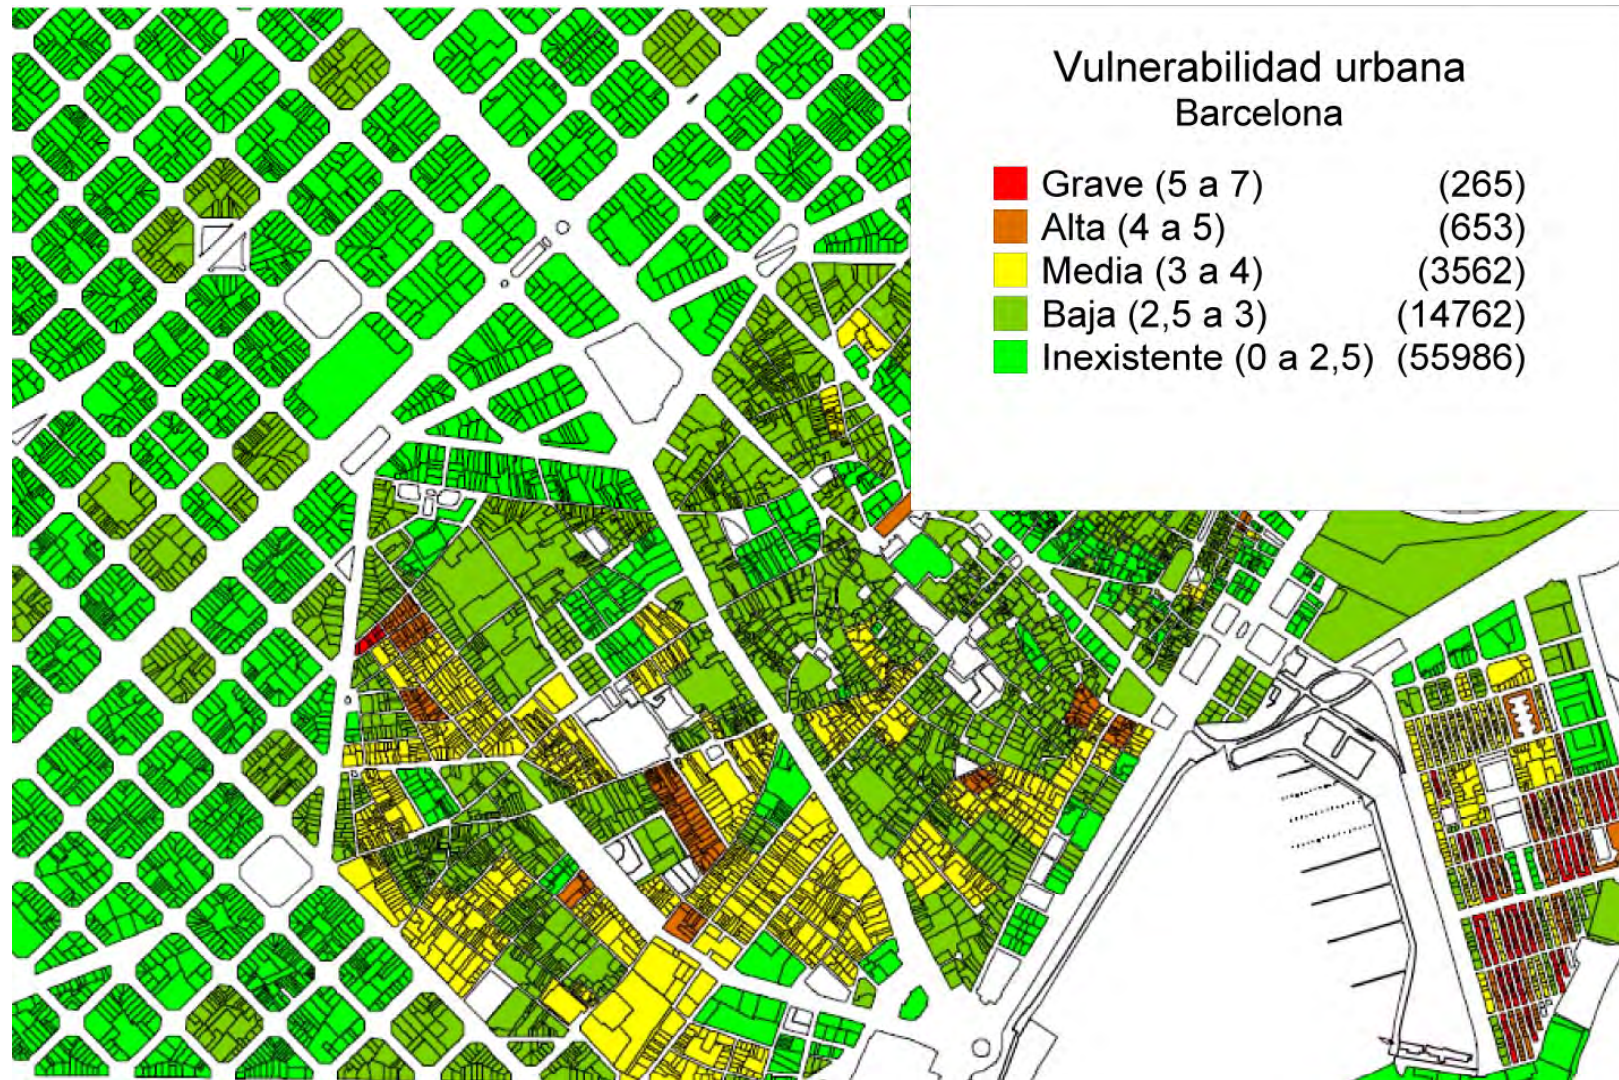 Vulnerabilidad urbana
Barcelona
Grave (5 a 7) (265)
Alta (4 a 5) (653)
Media (3 a 4) (3562)
Baja (2,5 a 3) (14762)
Inexistente (0 a 2,5) (55986)